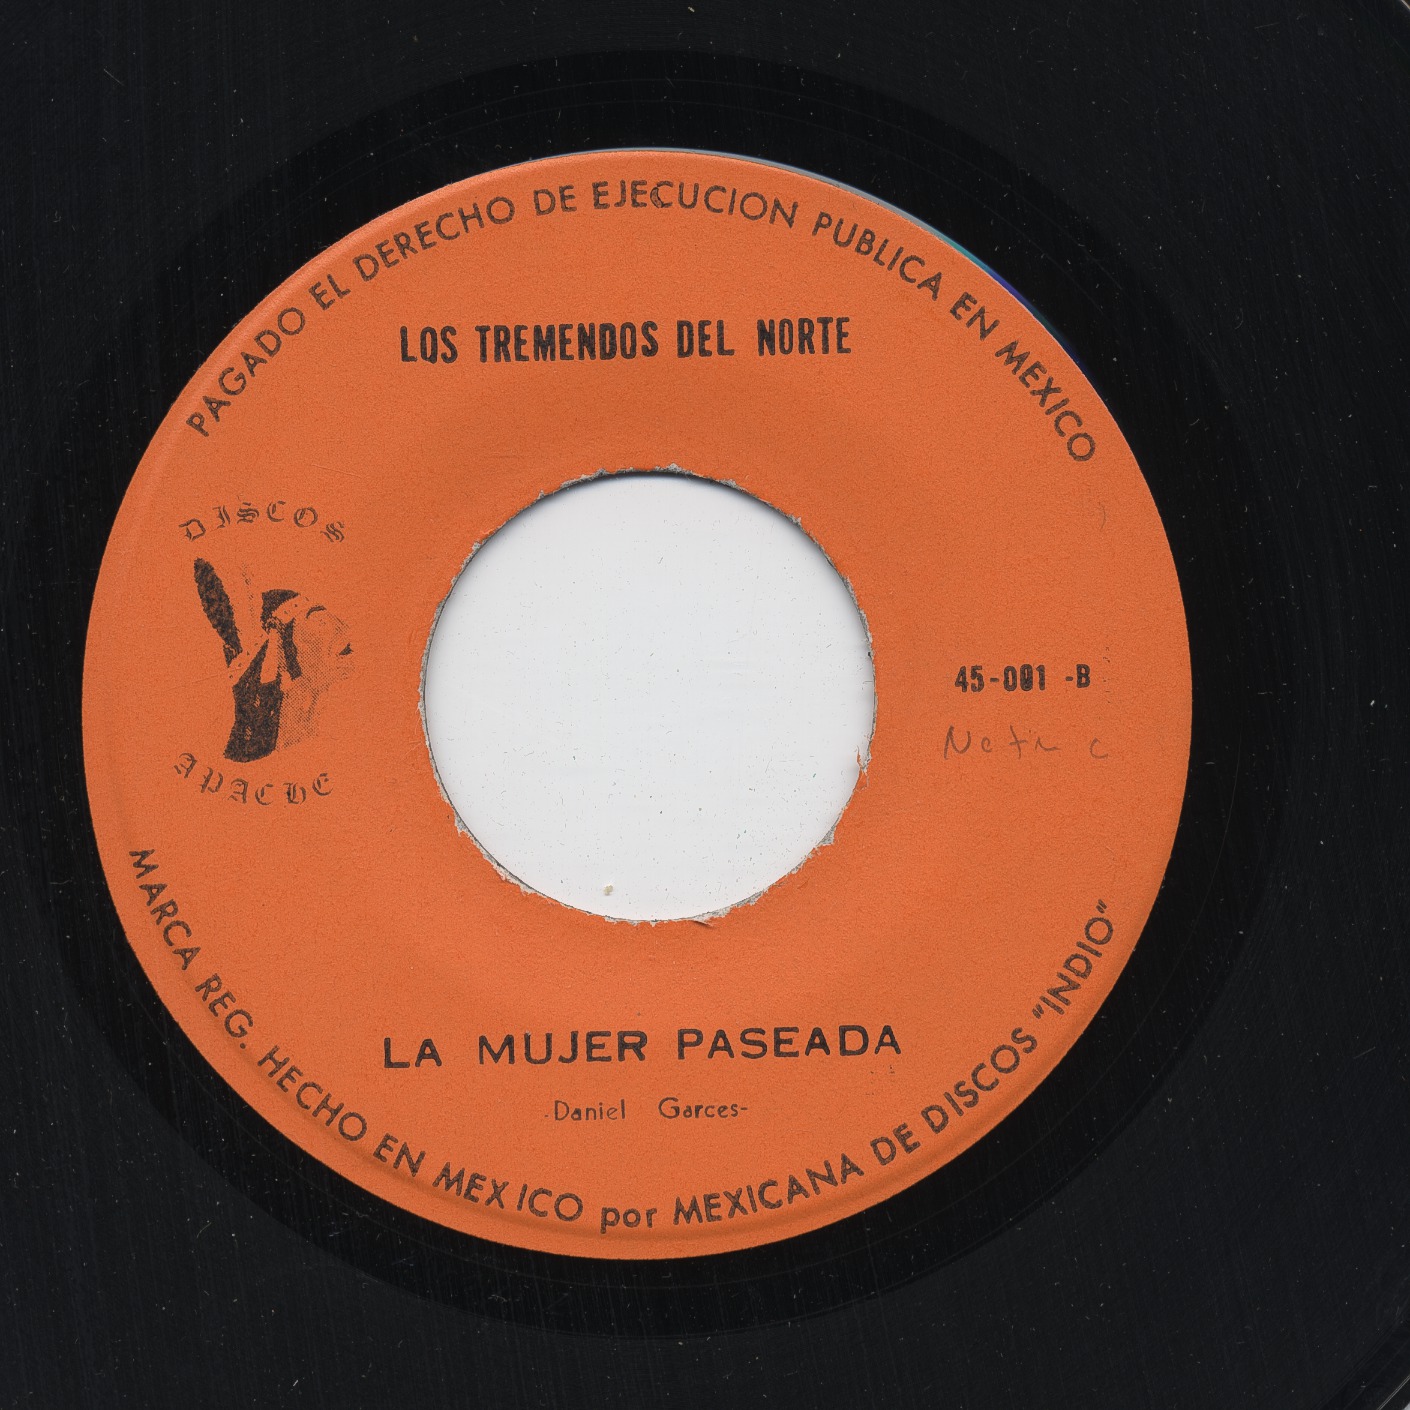 PAGADO EL DERECHO DE EJECUCION PUBLICA EN MEXICO
LOS TREMENDOS DEL NORTE
DISCOS
APACHE
45-001 -B
LA MUJER PASEADA
-Daniel Garces-
MARCA REG. HECHO EN MEXICO por MEXICANA DE DISCOS "INDIO"